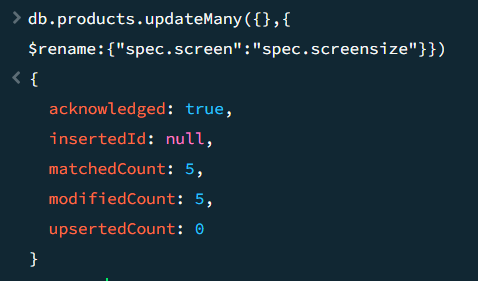 > db.products.updateMany({},{
$rename:{"spec.screen":"spec.screensize"}})
< {
acknowledged: true,
insertedId: null,
matchedCount: 5,
modifiedCount: 5,
upsertedCount: 0
}